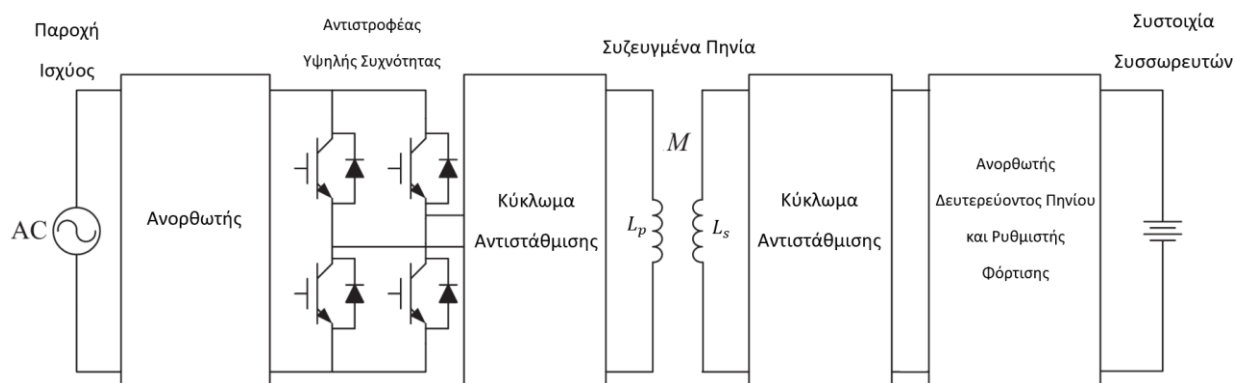 Παροχή
Ισχύος
Αντιστροφέας
Υψηλής Συχνότητας
Συζευγμένα Πηνία
Συστοιχία
Συσσωρευτών
AC
Ανορθωτής
Κύκλωμα
Αντιστάθμισης
M
L_p
L_s
Κύκλωμα
Αντιστάθμισης
Ανορθωτής
Δευτερεύοντος Πηνίου
και Ρυθμιστής
Φόρτισης